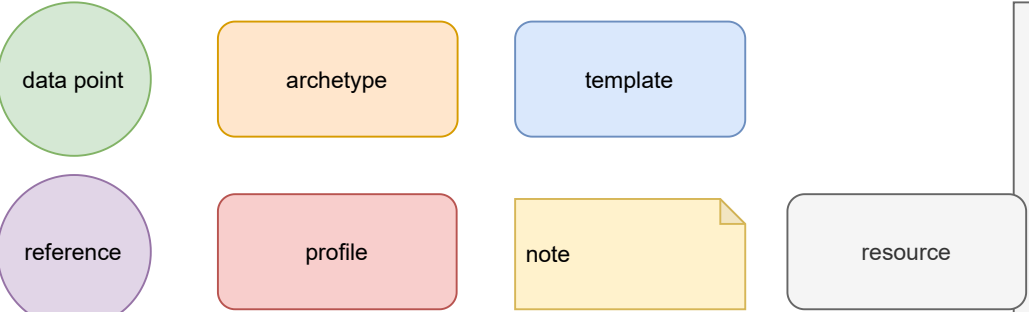 data point
archetype
template
reference
profile
note
resource